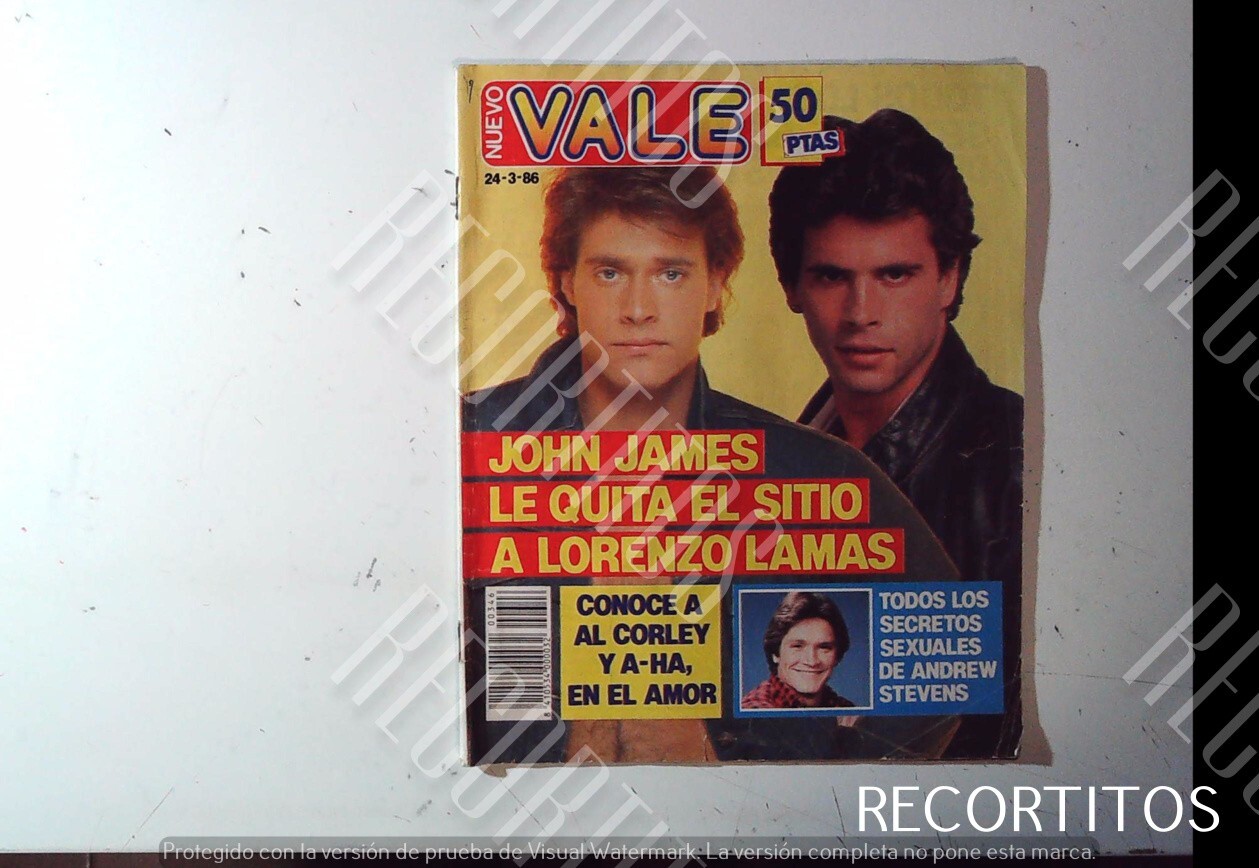 NUEVO
VALE
50
PTAS
24-3-86
JOHN JAMES
LE QUITA EL SITIO
A LORENZO LAMAS
00346
CONOCE A
AL CORLEY
Y A-HA,
EN EL AMOR
TODOS LOS
SECRETOS
SEXUALES
DE ANDREW
STEVENS
RECORTITOS
Protegido con la versión de prueba de Visual Watermark. La versión completa no pone esta marca.